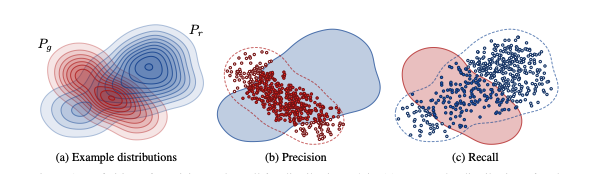 P_r
P_g
(a) Example distributions
(b) Precision
(c) Recall